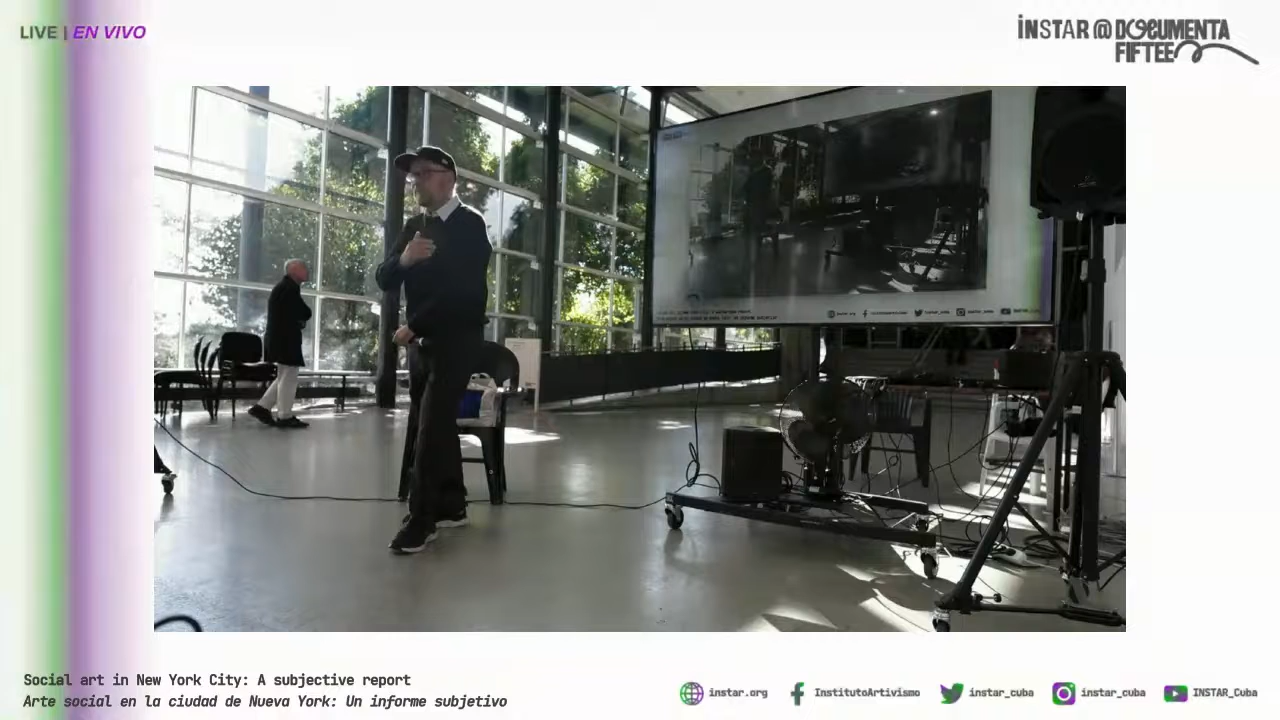 LIVE | EN VIVO
INSTAR @ DOCUMENTA
FIFTEEN
Social art in New York City: A subjective report
Arte social en la ciudad de Nueva York: Un informe subjetivo
instar.org
InstitutoArtivismo
instar_cuba
instar_cuba
INSTAR_Cuba